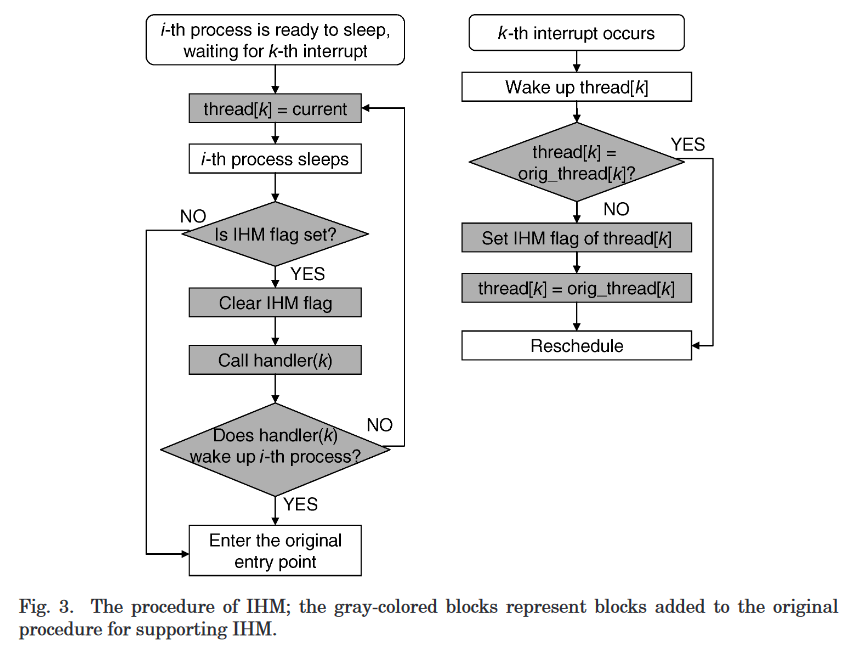 i-th process is ready to sleep,
waiting for k-th interrupt
thread[k] = current
i-th process sleeps
NO
Is IHM flag set?
YES
Clear IHM flag
Call handler(k)
NO
Does handler(k)
wake up i-th process?
YES
Enter the original
entry point
k-th interrupt occurs
Wake up thread[k]
YES
thread[k] =
orig_thread[k]?
NO
Set IHM flag of thread[k]
thread[k] = orig_thread[k]
Reschedule
Fig. 3. The procedure of IHM; the gray-colored blocks represent blocks added to the original
procedure for supporting IHM.